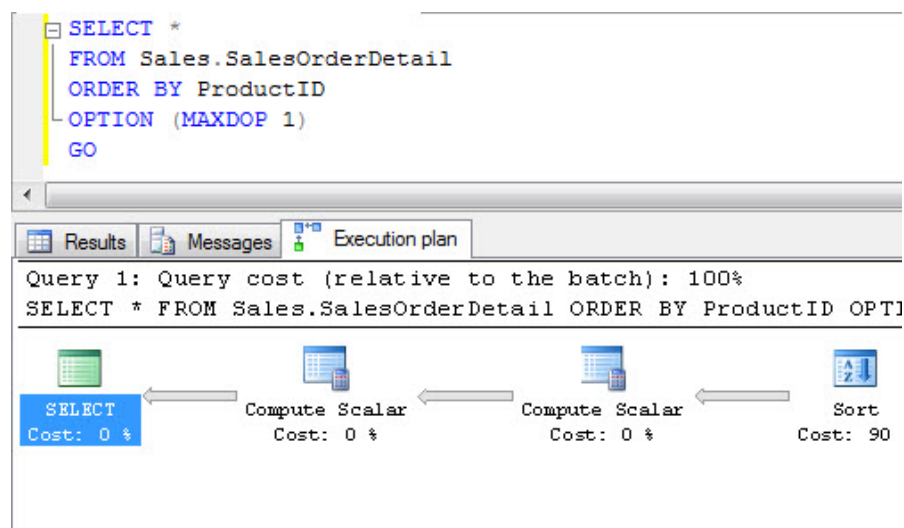 SELECT *
FROM Sales.SalesOrderDetail
ORDER BY ProductID
OPTION (MAXDOP 1)
GO
Results Messages Execution plan
Query 1: Query cost (relative to the batch): 100%
SELECT * FROM Sales.SalesOrderDetail ORDER BY ProductID OPTI
SELECT Compute Scalar Compute Scalar Sort
Cost: 0 % Cost: 0 % Cost: 0 % Cost: 90